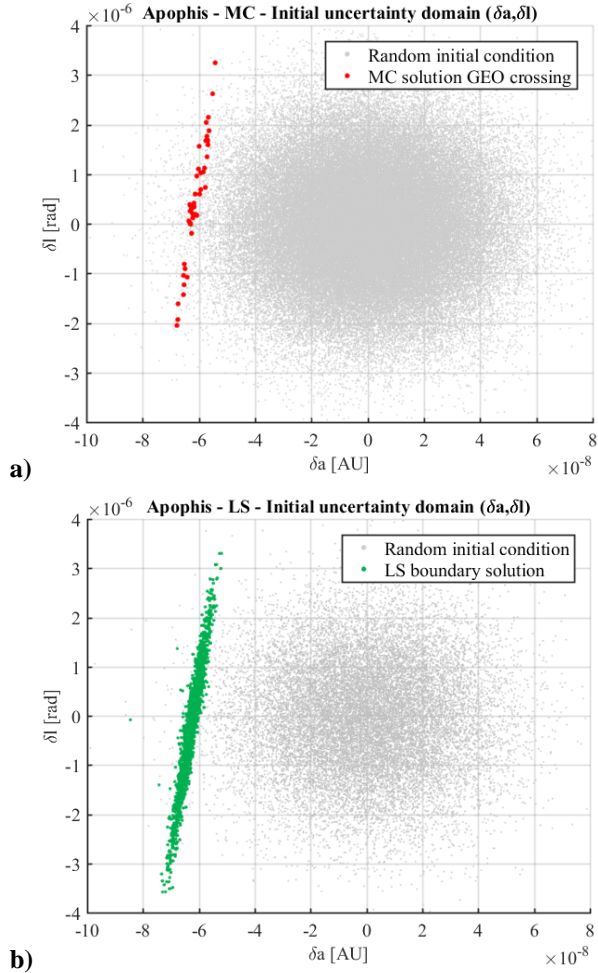 Apophis - MC - Initial uncertainty domain (δa,δl)
×10⁻⁶
Random initial condition
MC solution GEO crossing
4
3
2
1
0
-1
-2
-3
-4
δl [rad]
-10 -8 -6 -4 -2 0 2 4 6 8
δa [AU]
×10⁻⁸
a)
Apophis - LS - Initial uncertainty domain (δa,δl)
×10⁻⁶
Random initial condition
LS boundary solution
4
3
2
1
0
-1
-2
-3
-4
δl [rad]
-10 -8 -6 -4 -2 0 2 4 6 8
δa [AU]
×10⁻⁸
b)